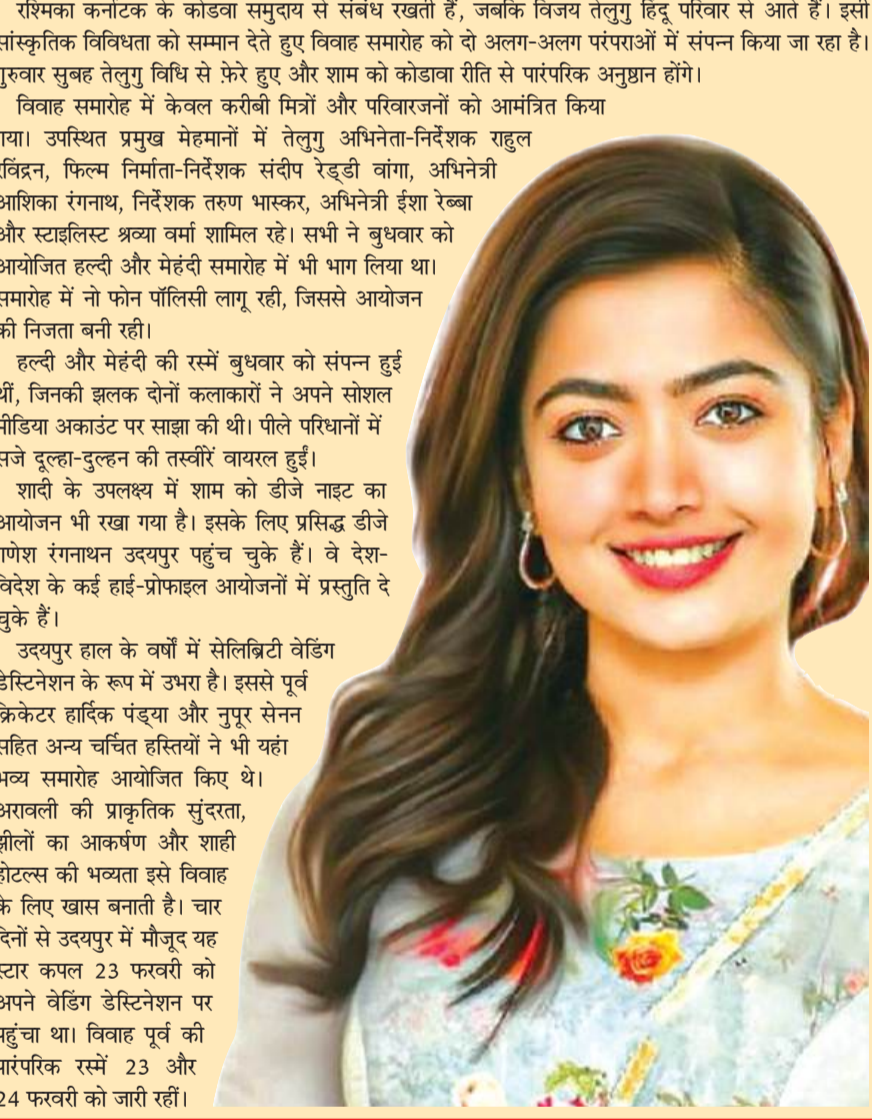 रश्मिका कर्नाटक के कोडवा समुदाय से संबंध रखती हैं, जबकि विजय तेलुगु हिंदू परिवार से आते हैं। इसी
सांस्कृतिक विविधता को सम्मान देते हुए विवाह समारोह को दो अलग-अलग परंपराओं में संपन्न किया जा रहा है।
गुरुवार सुबह तेलुगु विधि से फ़ेरे हुए और शाम को कोडावा रीति से पारंपरिक अनुष्ठान होंगे।
विवाह समारोह में केवल करीबी मित्रों और परिवारजनों को आमंत्रित किया
गया। उपस्थित प्रमुख मेहमानों में तेलुगु अभिनेता-निर्देशक राहुल
रविंद्रन, फिल्म निर्माता-निर्देशक संदीप रेड्डी वांगा, अभिनेत्री
आशिका रंगनाथ, निर्देशक तरुण भास्कर, अभिनेत्री ईशा रेब्बा
और स्टाइलिस्ट श्रव्या वर्मा शामिल रहे। सभी ने बुधवार को
आयोजित हल्दी और मेहंदी समारोह में भी भाग लिया था।
समारोह में नो फोन पॉलिसी लागू रही, जिससे आयोजन
की निजता बनी रही।
हल्दी और मेहंदी की रस्में बुधवार को संपन्न हुई
थीं, जिनकी झलक दोनों कलाकारों ने अपने सोशल
मीडिया अकाउंट पर साझा की थी। पीले परिधानों में
सजे दूल्हा-दुल्हन की तस्वीरें वायरल हुईं।
शादी के उपलक्ष्य में शाम को डीजे नाइट का
आयोजन भी रखा गया है। इसके लिए प्रसिद्ध डीजे
गणेश रंगनाथन उदयपुर पहुंच चुके हैं। वे देश-
विदेश के कई हाई-प्रोफाइल आयोजनों में प्रस्तुति दे
चुके हैं।
उदयपुर हाल के वर्षों में सेलिब्रिटी वेडिंग
डेस्टिनेशन के रूप में उभरा है। इससे पूर्व
क्रिकेटर हार्दिक पंड्या और नुपूर सेनन
सहित अन्य चर्चित हस्तियों ने भी यहां
भव्य समारोह आयोजित किए थे।
अरावली की प्राकृतिक सुंदरता,
झीलों का आकर्षण और शाही
होटल्स की भव्यता इसे विवाह
के लिए खास बनाती है। चार
दिनों से उदयपुर में मौजूद यह
स्टार कपल 23 फरवरी को
अपने वेडिंग डेस्टिनेशन पर
पहुंचा था। विवाह पूर्व की
पारंपरिक रस्में 23 और
24 फरवरी को जारी रहीं।